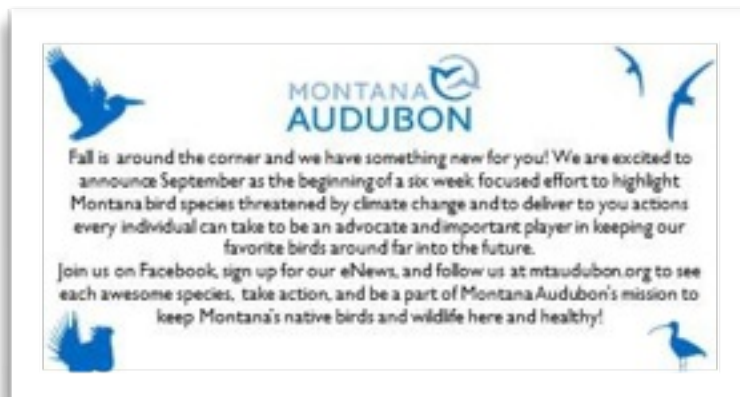 MONTANA
AUDUBON
Fall is around the corner and we have something new for you! We are excited to
announce September as the beginning of a six week focused effort to highlight
Montana bird species threatened by climate change and to deliver to you actions
every individual can take to be an advocate and important player in keeping our
favorite birds around far into the future.
Join us on Facebook, sign up for our eNews, and follow us at mtaudubon.org to see
each awesome species, take action, and be a part of Montana Audubon's mission to
keep Montana's native birds and wildlife here and healthy!